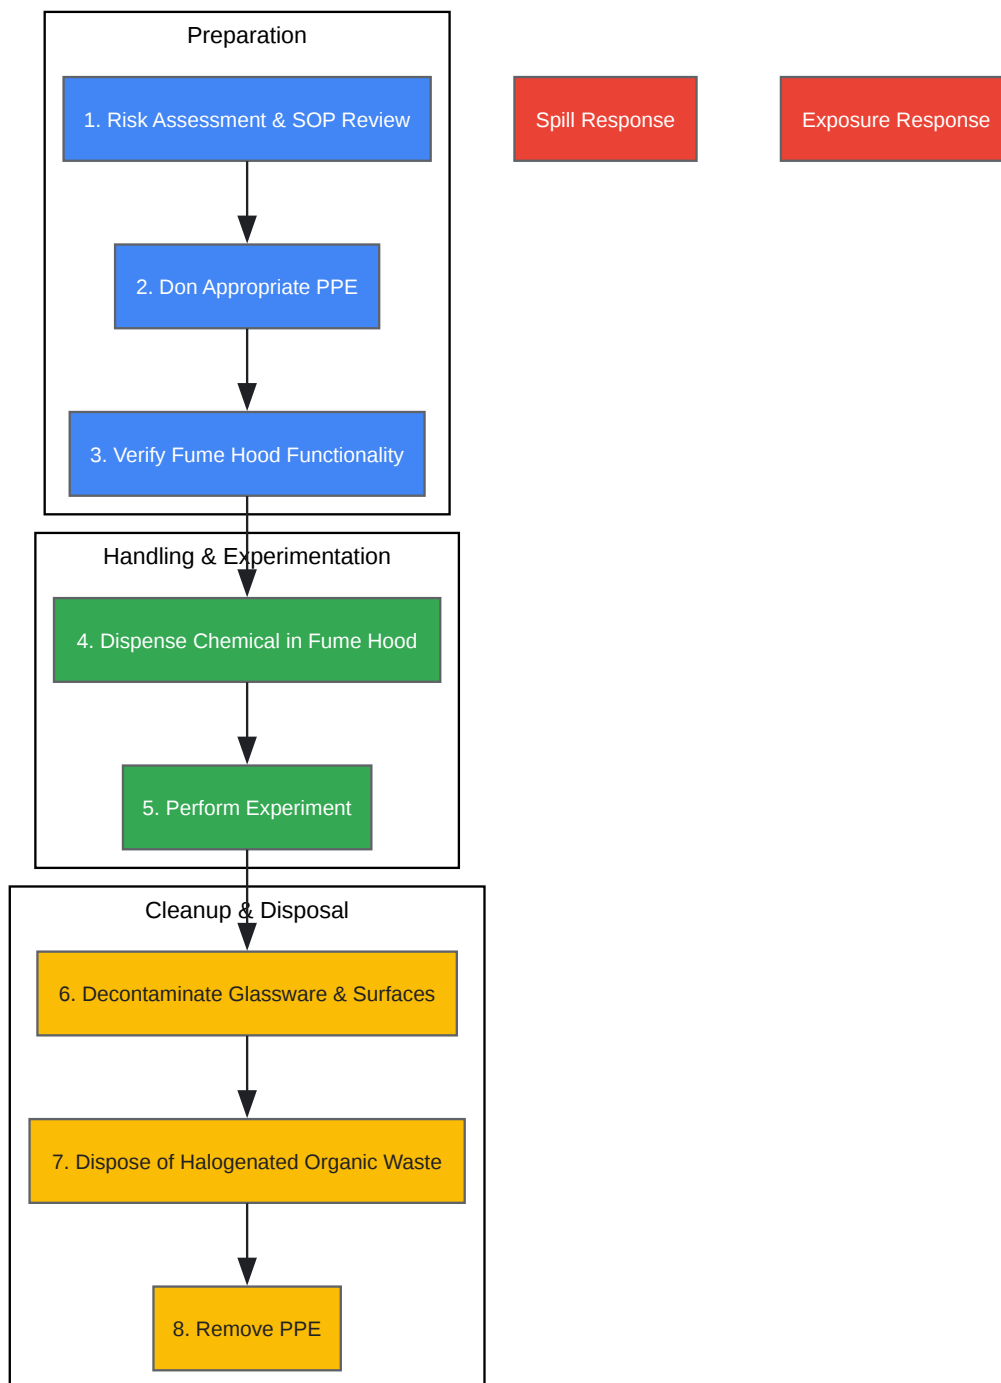 Preparation
1. Risk Assessment & SOP Review
Spill Response
Exposure Response
2. Don Appropriate PPE
3. Verify Fume Hood Functionality
Handling & Experimentation
4. Dispense Chemical in Fume Hood
5. Perform Experiment
Cleanup & Disposal
6. Decontaminate Glassware & Surfaces
7. Dispose of Halogenated Organic Waste
8. Remove PPE